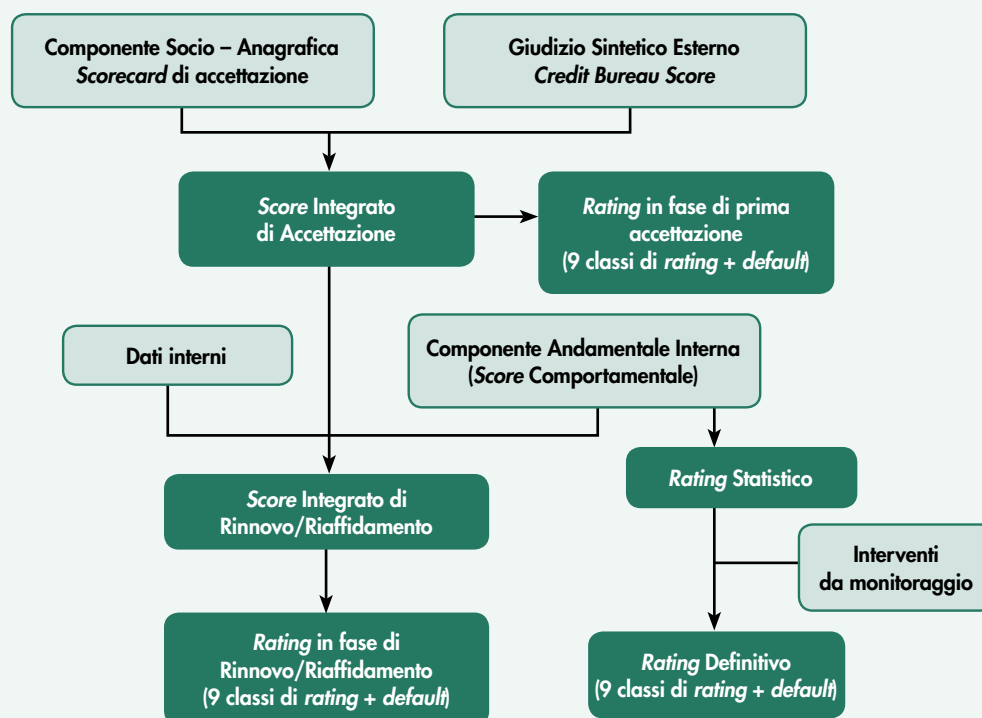 Componente Socio – Anagrafica
Scorecard di accettazione
Giudizio Sintetico Esterno
Credit Bureau Score
Score Integrato
di Accettazione
Rating in fase di prima
accettazione
(9 classi di rating + default)
Dati interni
Componente Andamentale Interna
(Score Comportamentale)
Score Integrato di
Rinnovo/Riaffidamento
Rating Statistico
Interventi
da monitoraggio
Rating in fase di
Rinnovo/Riaffidamento
(9 classi di rating + default)
Rating Definitivo
(9 classi di rating + default)